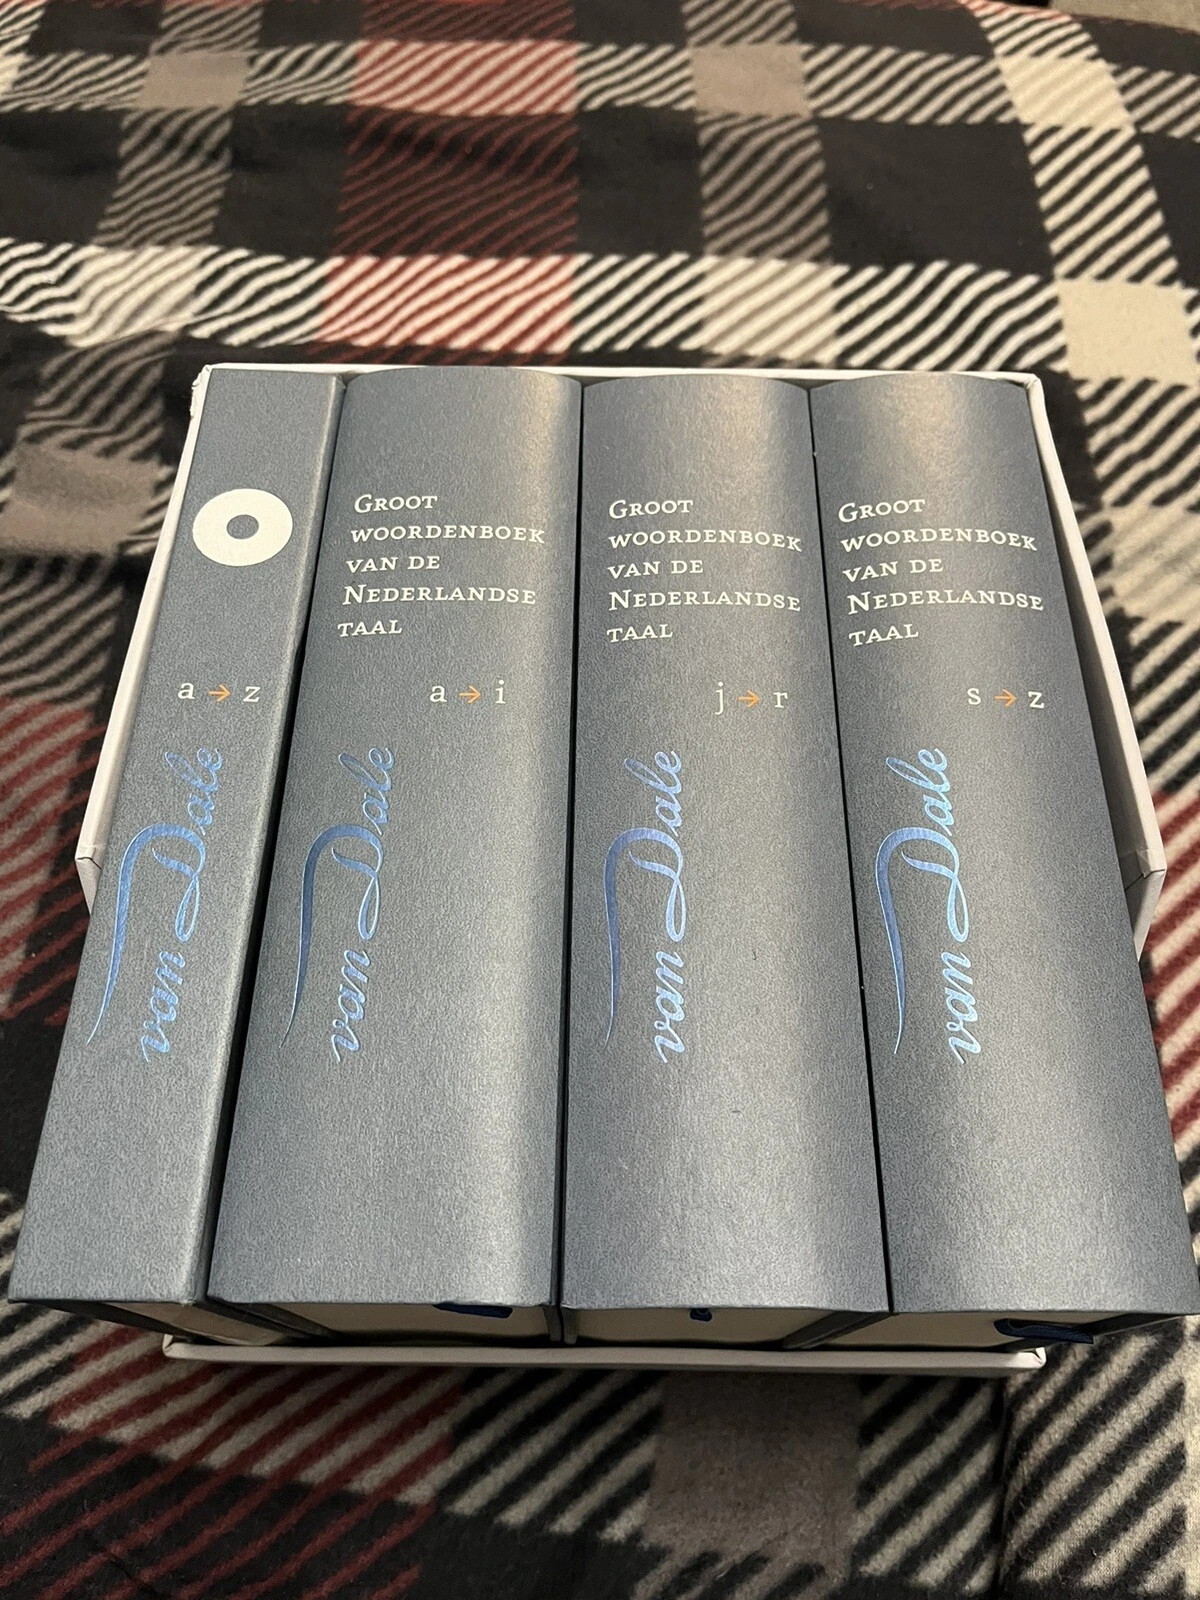 a → z
van Dale
Groot
woordenboek
van de
Nederlandse
taal
a → i
van Dale
Groot
woordenboek
van de
Nederlandse
taal
j → r
van Dale
Groot
woordenboek
van de
Nederlandse
taal
s → z
van Dale